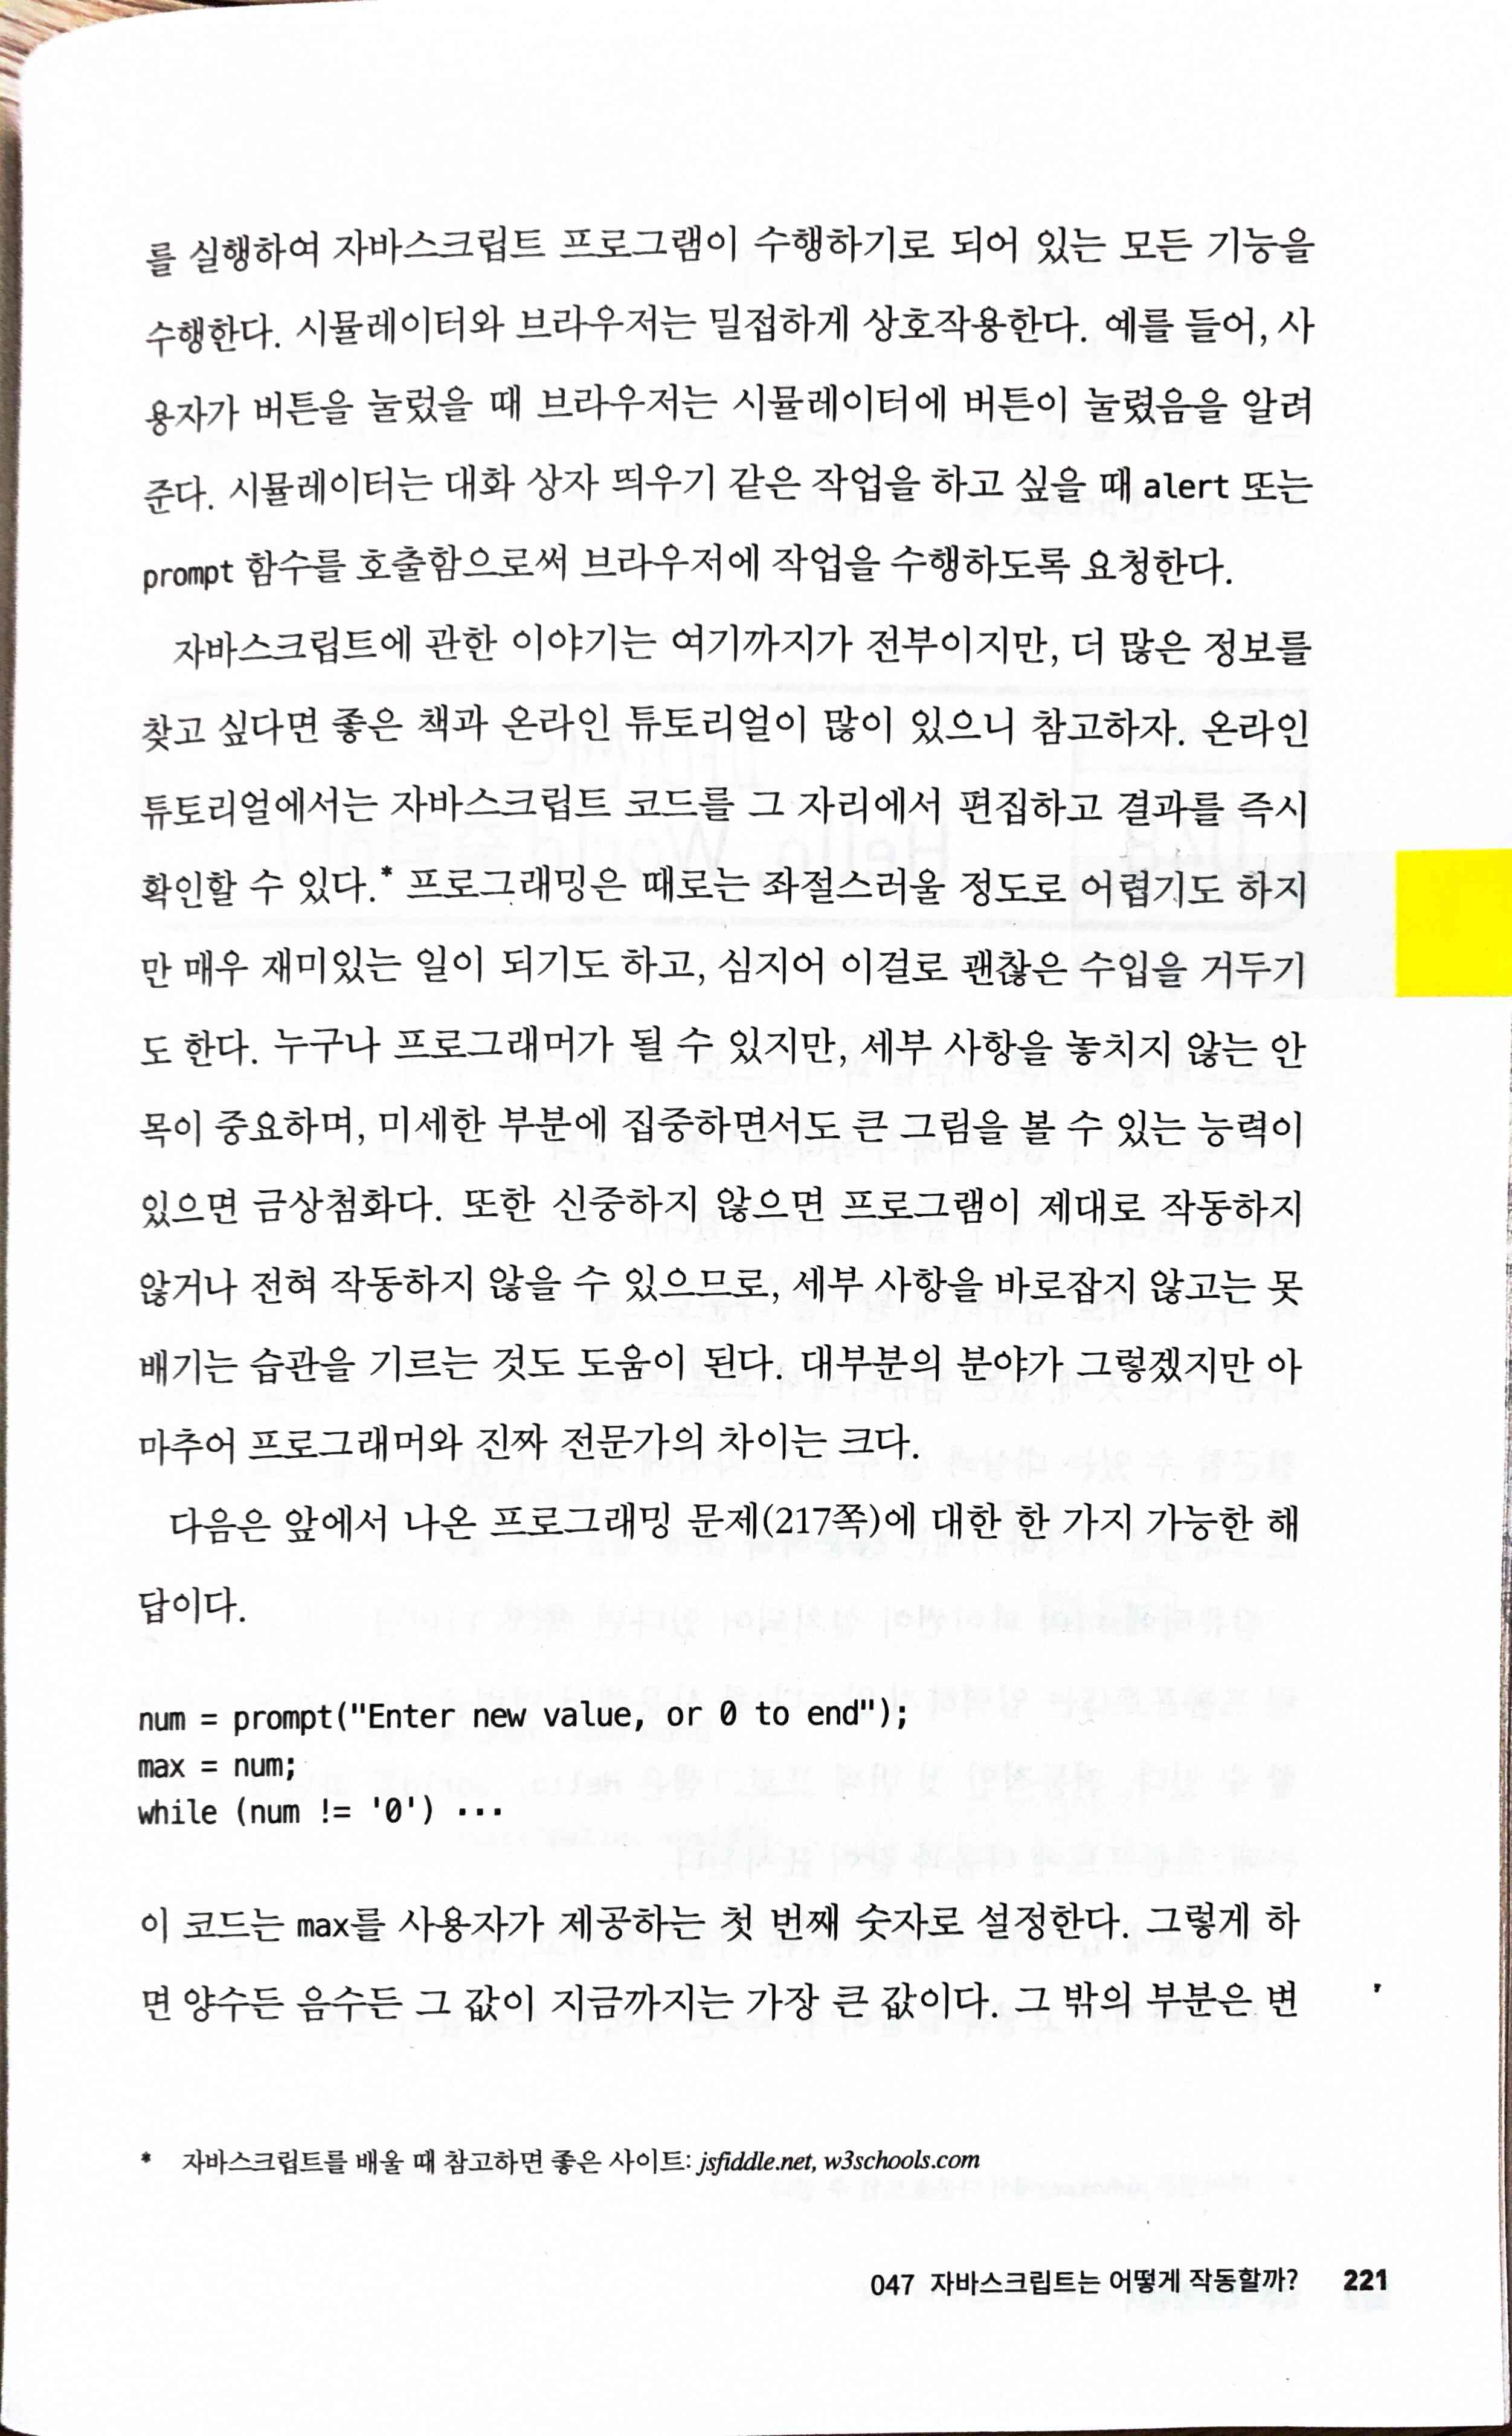 를 실행하여 자바스크립트 프로그램이 수행하기로 되어 있는 모든 기능을
수행한다. 시뮬레이터와 브라우저는 밀접하게 상호작용한다. 예를 들어, 사
용자가 버튼을 눌렀을 때 브라우저는 시뮬레이터에 버튼이 눌렸음을 알려
준다. 시뮬레이터는 대화 상자 띄우기 같은 작업을 하고 싶을 때 alert 또는
prompt 함수를 호출함으로써 브라우저에 작업을 수행하도록 요청한다.
자바스크립트에 관한 이야기는 여기까지가 전부이지만, 더 많은 정보를
찾고 싶다면 좋은 책과 온라인 튜토리얼이 많이 있으니 참고하자. 온라인
튜토리얼에서는 자바스크립트 코드를 그 자리에서 편집하고 결과를 즉시
확인할 수 있다.* 프로그래밍은 때로는 좌절스러울 정도로 어렵기도 하지
만 매우 재미있는 일이 되기도 하고, 심지어 이걸로 괜찮은 수입을 거두기
도 한다. 누구나 프로그래머가 될 수 있지만, 세부 사항을 놓치지 않는 안
목이 중요하며, 미세한 부분에 집중하면서도 큰 그림을 볼 수 있는 능력이
있으면 금상첨화다. 또한 신중하지 않으면 프로그램이 제대로 작동하지
않거나 전혀 작동하지 않을 수 있으므로, 세부 사항을 바로잡지 않고는 못
배기는 습관을 기르는 것도 도움이 된다. 대부분의 분야가 그렇겠지만 아
마추어 프로그래머와 진짜 전문가의 차이는 크다.
다음은 앞에서 나온 프로그래밍 문제(217쪽)에 대한 한 가지 가능한 해
답이다.
num = prompt("Enter new value, or 0 to end");
max = num;
while (num != '0') ···
이 코드는 max를 사용자가 제공하는 첫 번째 숫자로 설정한다. 그렇게 하
면 양수든 음수든 그 값이 지금까지는 가장 큰 값이다. 그 밖의 부분은 변
* 자바스크립트를 배울 때 참고하면 좋은 사이트: jsfiddle.net, w3schools.com
047 자바스크립트는 어떻게 작동할까? 221